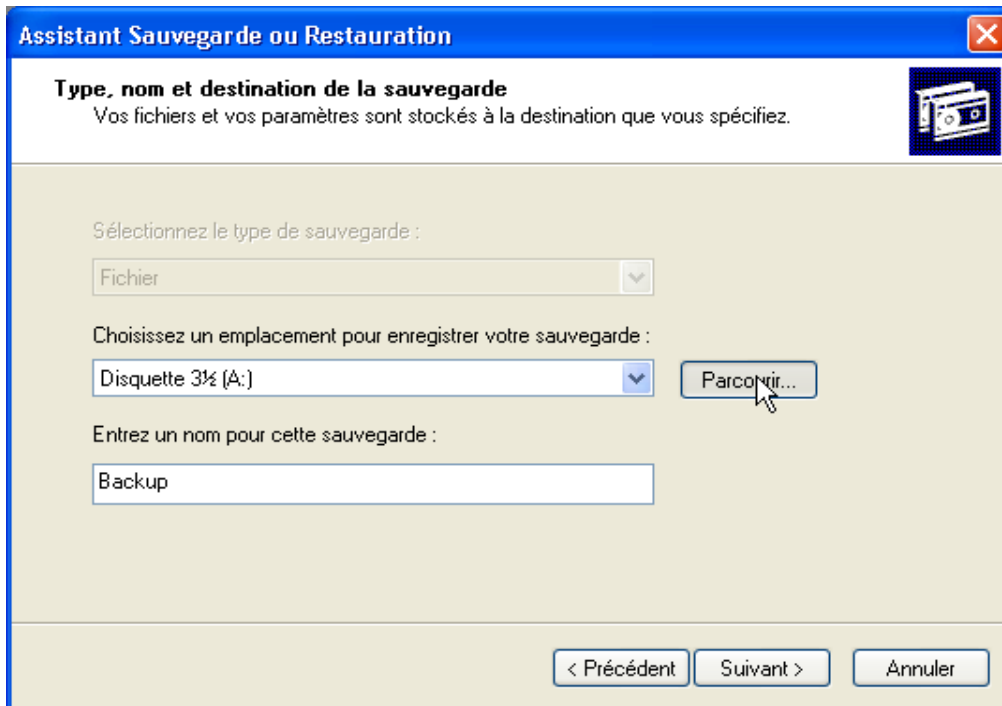 Assistant Sauvegarde ou Restauration
Type, nom et destination de la sauvegarde
Vos fichiers et vos paramètres sont stockés à la destination que vous spécifiez.
Sélectionnez le type de sauvegarde :
Fichier
Choisissez un emplacement pour enregistrer votre sauvegarde :
Disquette 3½ (A:)
Parcourir...
Entrez un nom pour cette sauvegarde :
Backup
< Précédent
Suivant >
Annuler